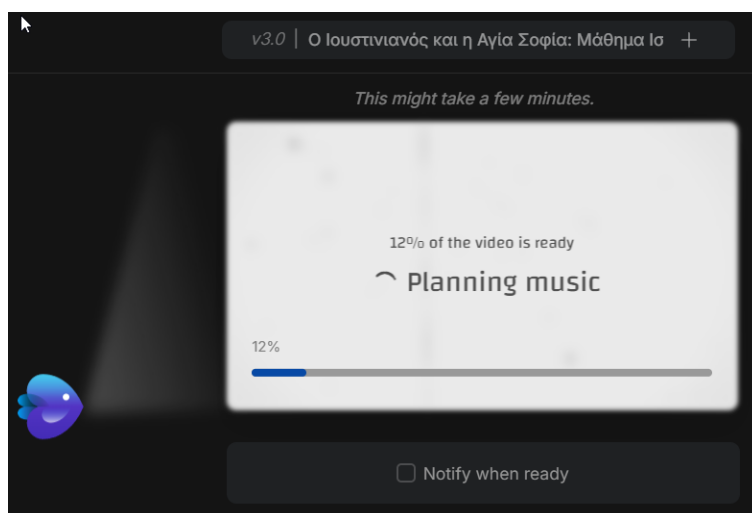 v3.0 | Ο Ιουστινιανός και η Αγία Σοφία: Μάθημα Ισ +
This might take a few minutes.
12% of the video is ready
Planning music
12%
Notify when ready